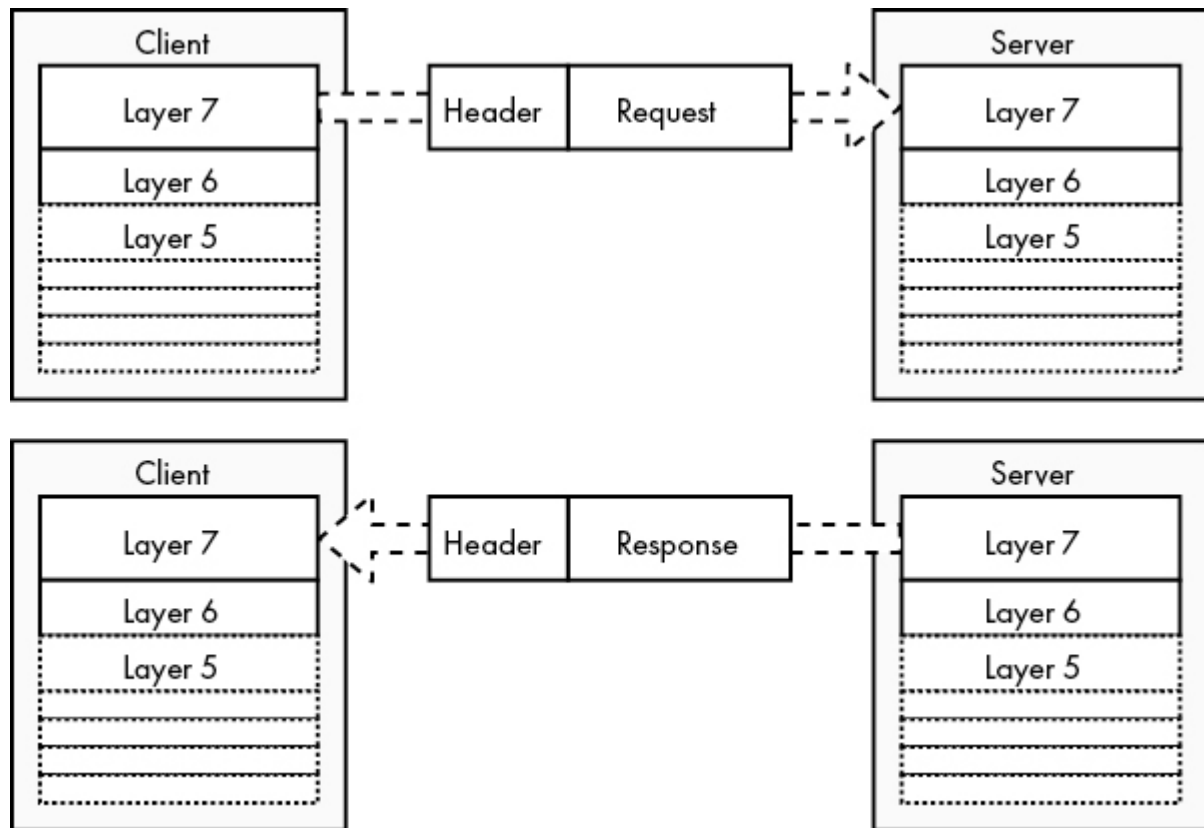 Client
Server
Layer 7
Header
Request
Layer 7
Layer 6
Layer 6
Layer 5
Layer 5
Client
Server
Layer 7
Header
Response
Layer 7
Layer 6
Layer 6
Layer 5
Layer 5